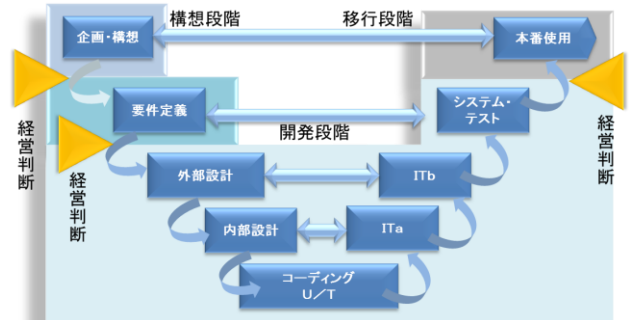 構想段階
移行段階
企画・構想
本番使用
経営判断
要件定義
開発段階
システム・
テスト
経営判断
経営判断
外部設計
ITb
内部設計
ITa
コーディング
U/T